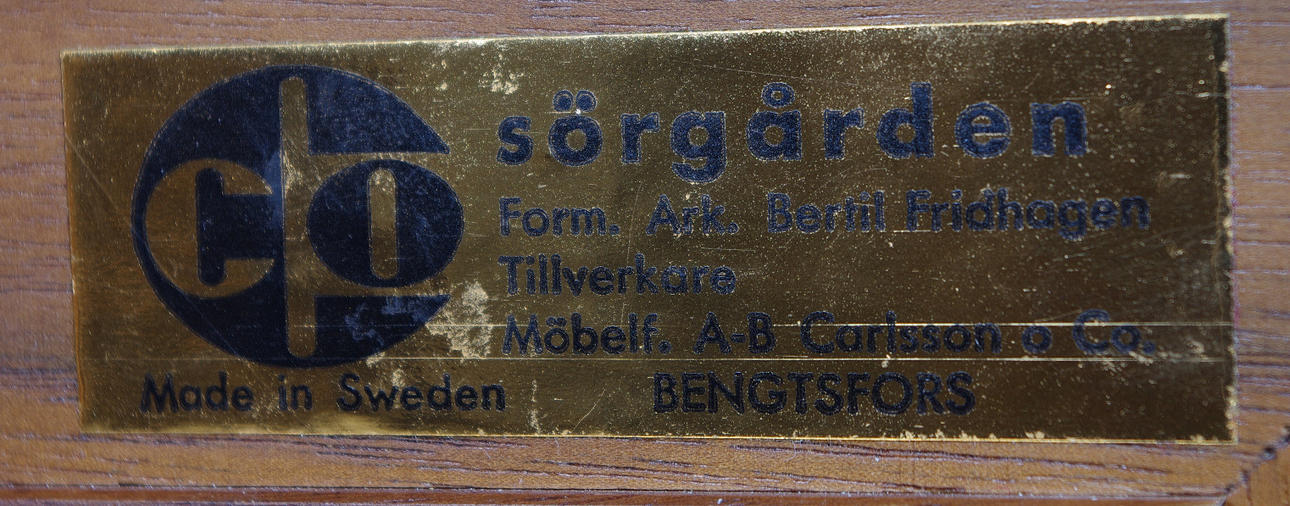 co
sörgården
Form. Ark. Bertil Fridhagen
Tillverkare
Möbelf. A-B Carlsson o Co.
Made in Sweden BENGTSFORS